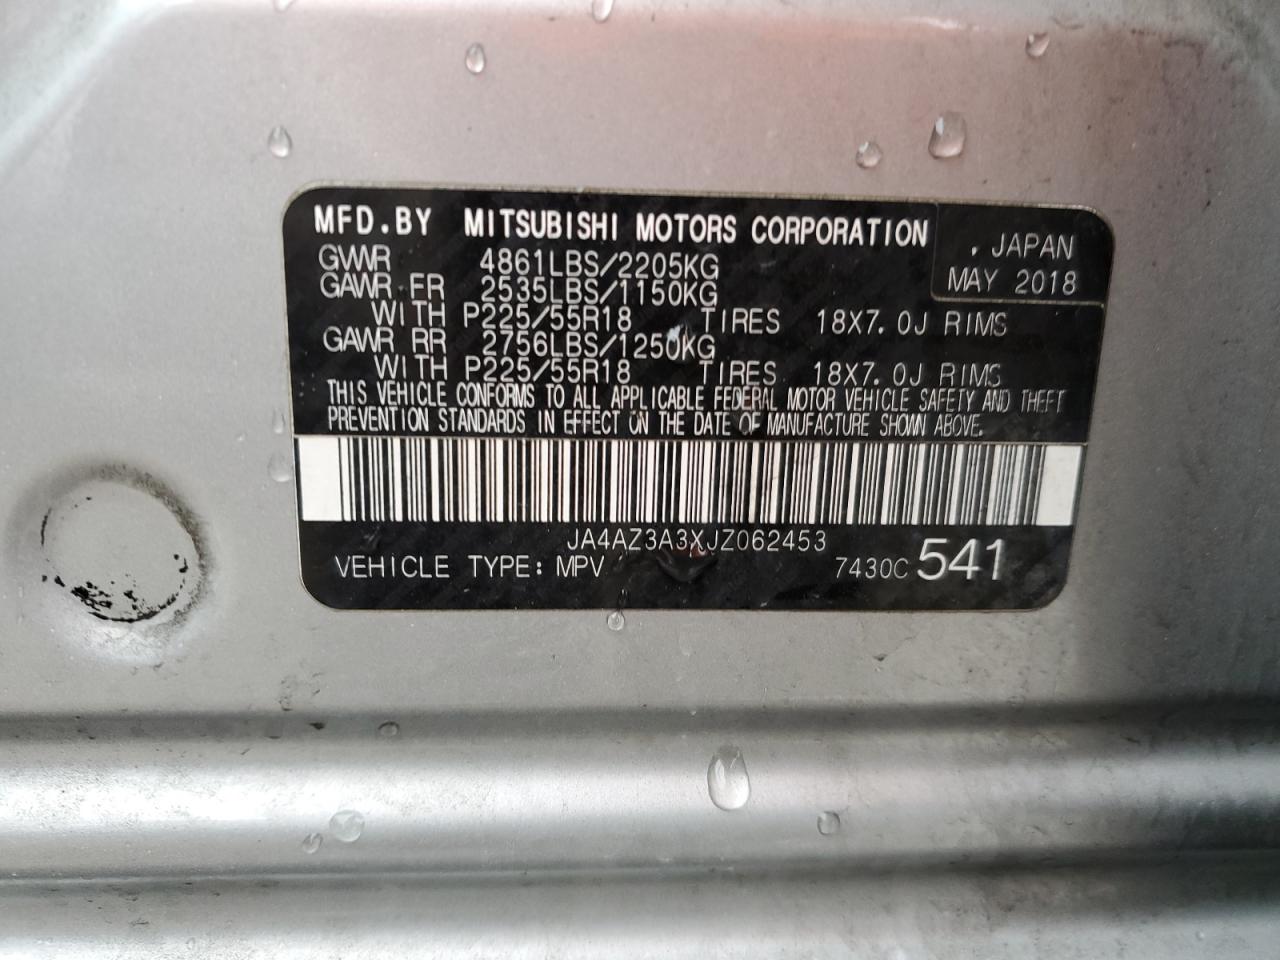 MFD.BY MITSUBISHI MOTORS CORPORATION
. JAPAN
MAY 2018
GVWR 4861LBS/2205KG
GAWR FR 2535LBS/1150KG
WITH P225/55R18 TIRES 18X7.0J RIMS
GAWR RR 2756LBS/1250KG
WITH P225/55R18 TIRES 18X7.0J RIMS
THIS VEHICLE CONFORMS TO ALL APPLICABLE FEDERAL MOTOR VEHICLE SAFETY AND THEFT
PREVENTION STANDARDS IN EFFECT ON THE DATE OF MANUFACTURE SHOWN ABOVE.
JA4AZ3A3XJZ062453
VEHICLE TYPE: MPV 7430C 541